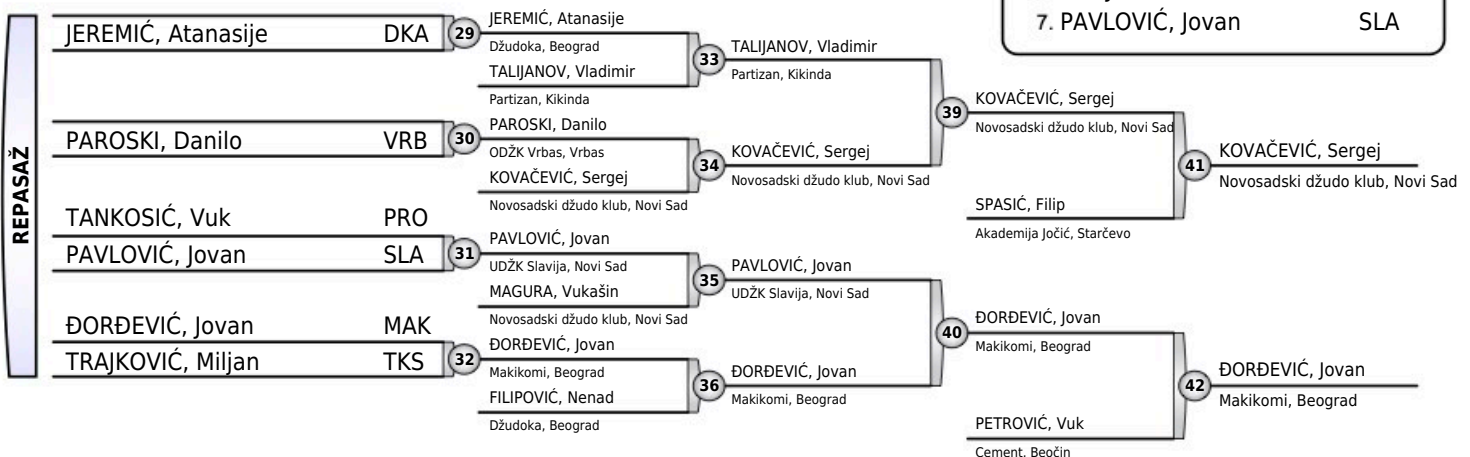 7. PAVLOVIĆ, Jovan SLA
REPASAŽ
JEREMIĆ, Atanasije DKA
PAROSKI, Danilo VRB
TANKOSIĆ, Vuk PRO
PAVLOVIĆ, Jovan SLA
ĐORĐEVIĆ, Jovan MAK
TRAJKOVIĆ, Miljan TKS
29
JEREMIĆ, Atanasije
Džudoka, Beograd
TALIJANOV, Vladimir
Partizan, Kikinda
30
PAROSKI, Danilo
ODŽK Vrbas, Vrbas
KOVAČEVIĆ, Sergej
Novosadski džudo klub, Novi Sad
31
PAVLOVIĆ, Jovan
UDŽK Slavija, Novi Sad
MAGURA, Vukašin
Novosadski džudo klub, Novi Sad
32
ĐORĐEVIĆ, Jovan
Makikomi, Beograd
FILIPOVIĆ, Nenad
Džudoka, Beograd
33
TALIJANOV, Vladimir
Partizan, Kikinda
34
KOVAČEVIĆ, Sergej
Novosadski džudo klub, Novi Sad
35
PAVLOVIĆ, Jovan
UDŽK Slavija, Novi Sad
36
ĐORĐEVIĆ, Jovan
Makikomi, Beograd
39
KOVAČEVIĆ, Sergej
Novosadski džudo klub, Novi Sad
SPASIĆ, Filip
Akademija Jočić, Starčevo
40
ĐORĐEVIĆ, Jovan
Makikomi, Beograd
PETROVIĆ, Vuk
Cement, Beočin
41
KOVAČEVIĆ, Sergej
Novosadski džudo klub, Novi Sad
42
ĐORĐEVIĆ, Jovan
Makikomi, Beograd